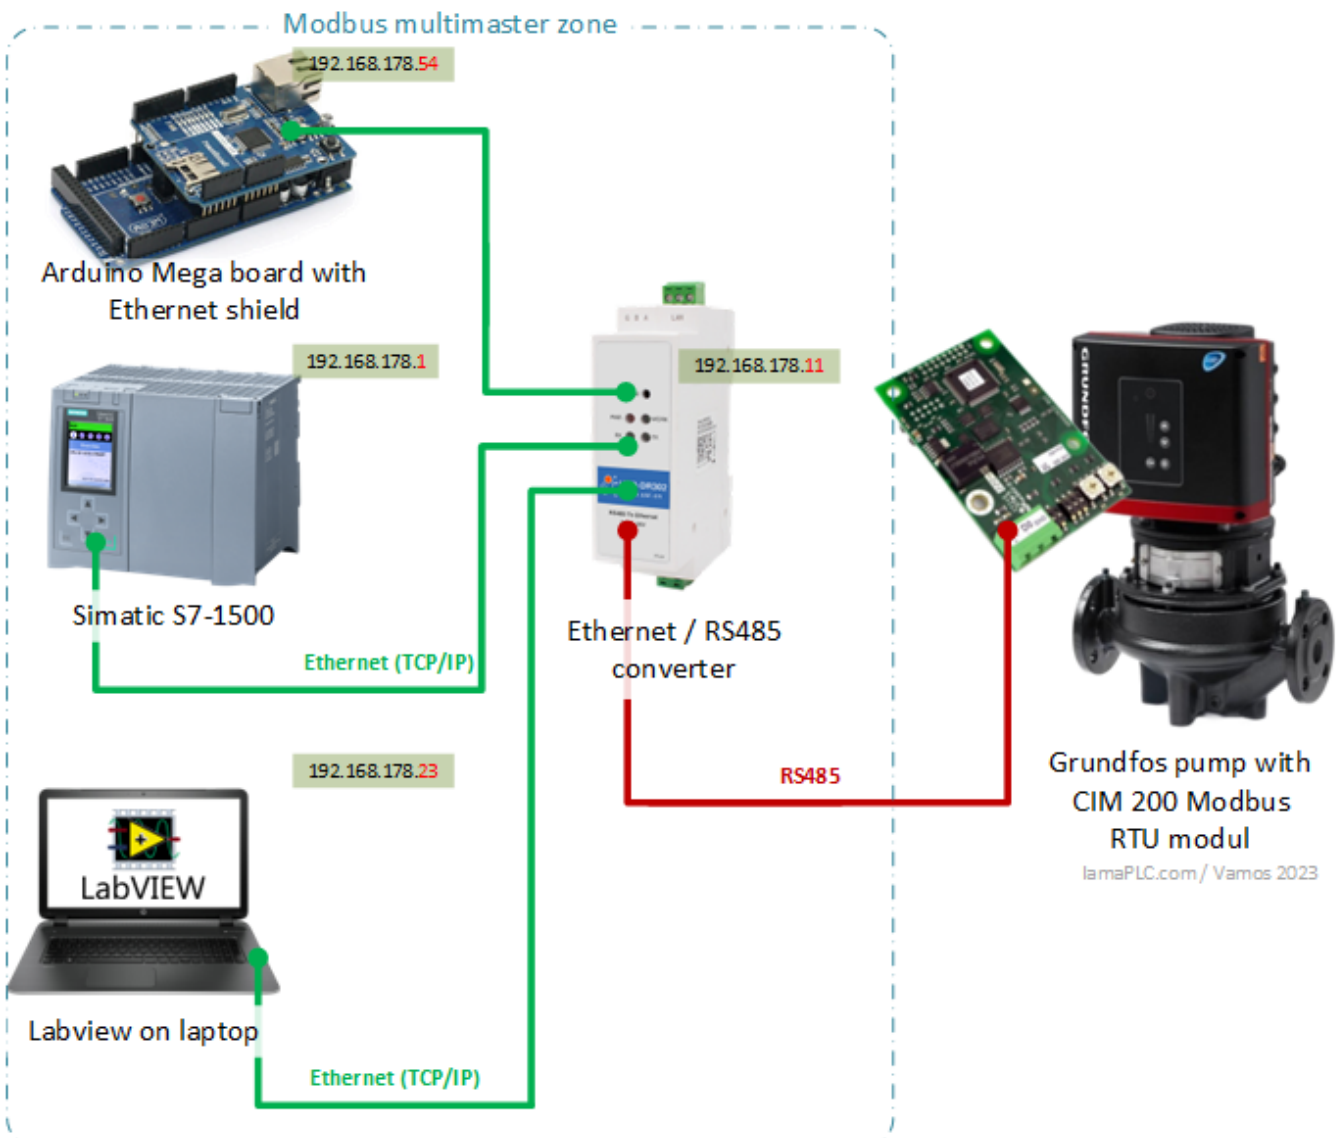 Modbus multimaster zone
192.168.178.54
Arduino Mega board with
Ethernet shield
192.168.178.1
Simatic S7-1500
Ethernet (TCP/IP)
192.168.178.11
Ethernet / RS485
converter
RS485
GRUNDFOS
Grundfos pump with
CIM 200 Modbus
RTU modul
lamaPLC.com / Vamos 2023
192.168.178.23
LabVIEW
Labview on laptop
Ethernet (TCP/IP)